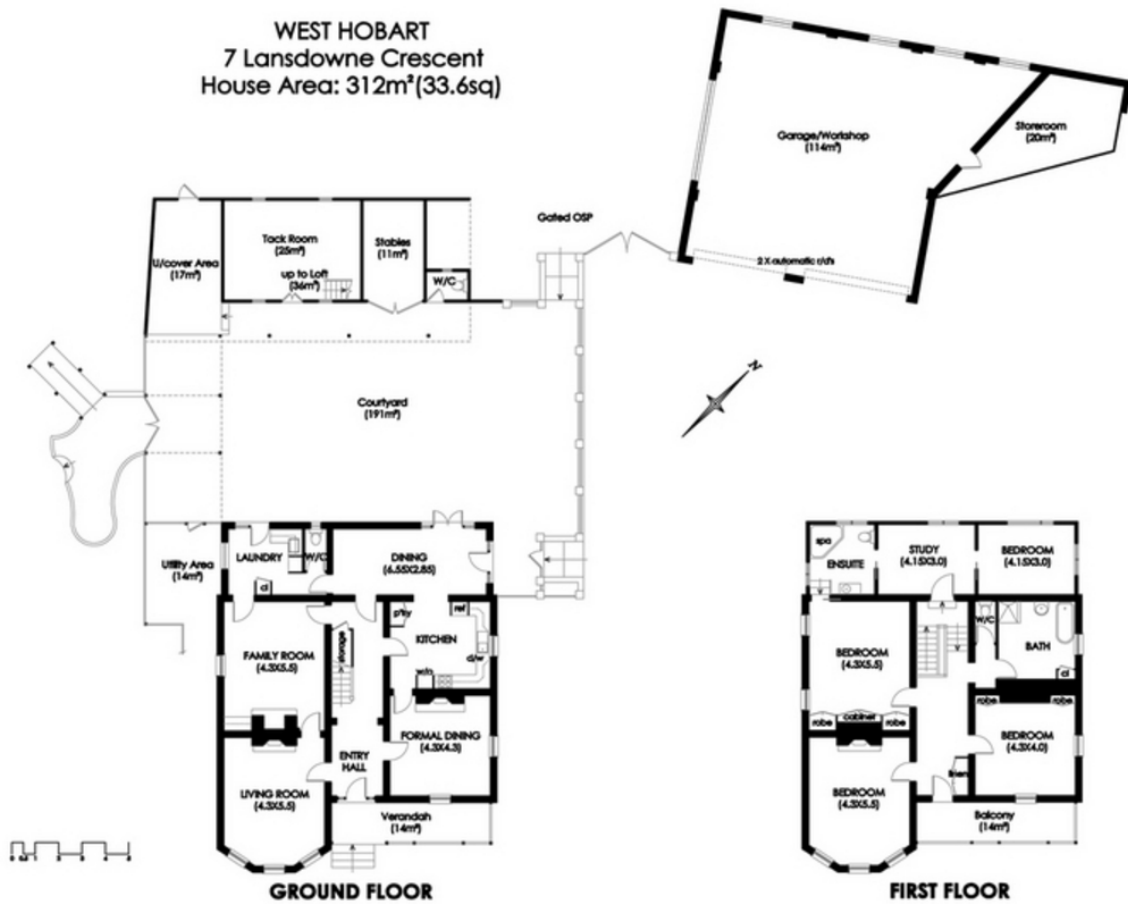 WEST HOBART
7 Lansdowne Crescent
House Area: 312m²(33.6sq)
Garage/Workshop
(114m²)
Storeroom
(20m²)
2 X automatic r/d's
Gated OSP
U/cover Area
(17m²)
Tack Room
(25m²)
up to Loft
(36m²)
Stables
(11m²)
W/C
Courtyard
(191m²)
N
Utility Area
(14m²)
LAUNDRY
cl
W/C
DINING
(6.55X2.85)
FAMILY ROOM
(4.3X5.5)
storage
p'try
ref
KITCHEN
d/w
w/o
FORMAL DINING
(4.3X4.3)
ENTRY
HALL
LIVING ROOM
(4.3X5.5)
Verandah
(14m²)
GROUND FLOOR
spa
ENSUITE
STUDY
(4.15X3.0)
BEDROOM
(4.15X3.0)
BEDROOM
(4.3X5.5)
W/C
BATH
cl
robe
cabinet
robe
robe
robe
BEDROOM
(4.3X4.0)
linen
BEDROOM
(4.3X5.5)
Balcony
(14m²)
FIRST FLOOR